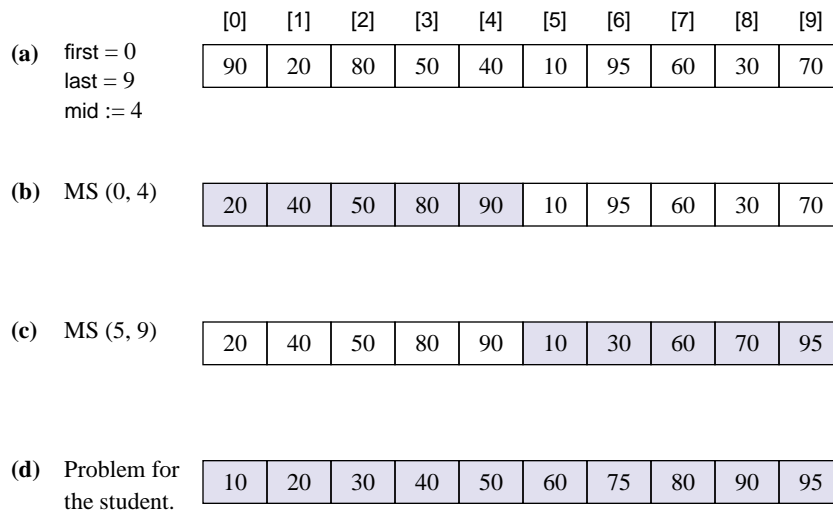 [0] [1] [2] [3] [4] [5] [6] [7] [8] [9]
(a) first = 0
last = 9
mid := 4
90 20 80 50 40 10 95 60 30 70
(b) MS (0, 4)
20 40 50 80 90 10 95 60 30 70
(c) MS (5, 9)
20 40 50 80 90 10 30 60 70 95
(d) Problem for
the student.
10 20 30 40 50 60 75 80 90 95